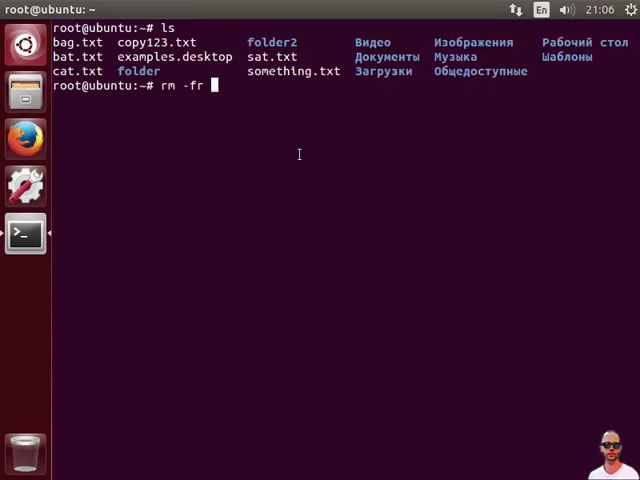 root@ubuntu: ~ En 21:06
root@ubuntu:~# ls
bag.txt copy123.txt folder2 Видео Изображения Рабочий стол
bat.txt examples.desktop sat.txt Документы Музыка Шаблоны
cat.txt folder something.txt Загрузки Общедоступные
root@ubuntu:~# rm -fr
>_